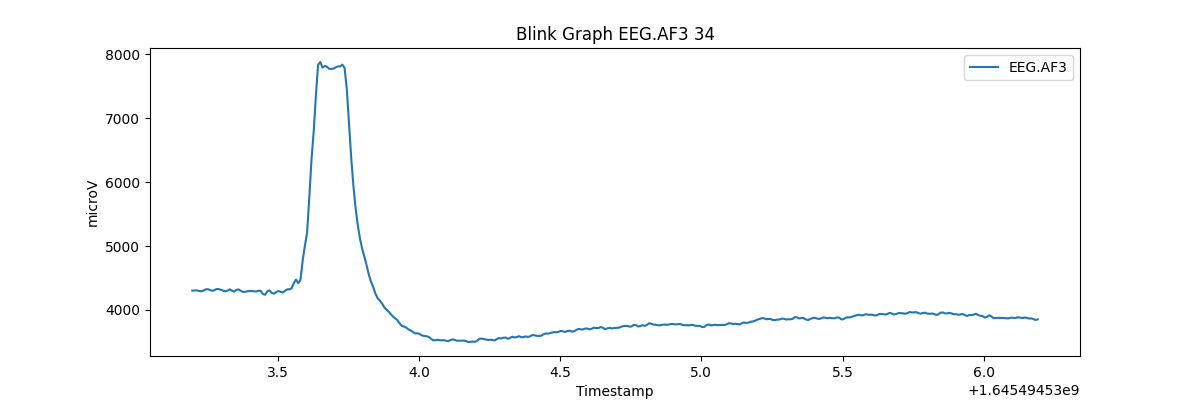 Blink Graph EEG.AF3 34
EEG.AF3
8000
7000
6000
5000
4000
microV
3.5 4.0 4.5 5.0 5.5 6.0
Timestamp
+1.64549453e9